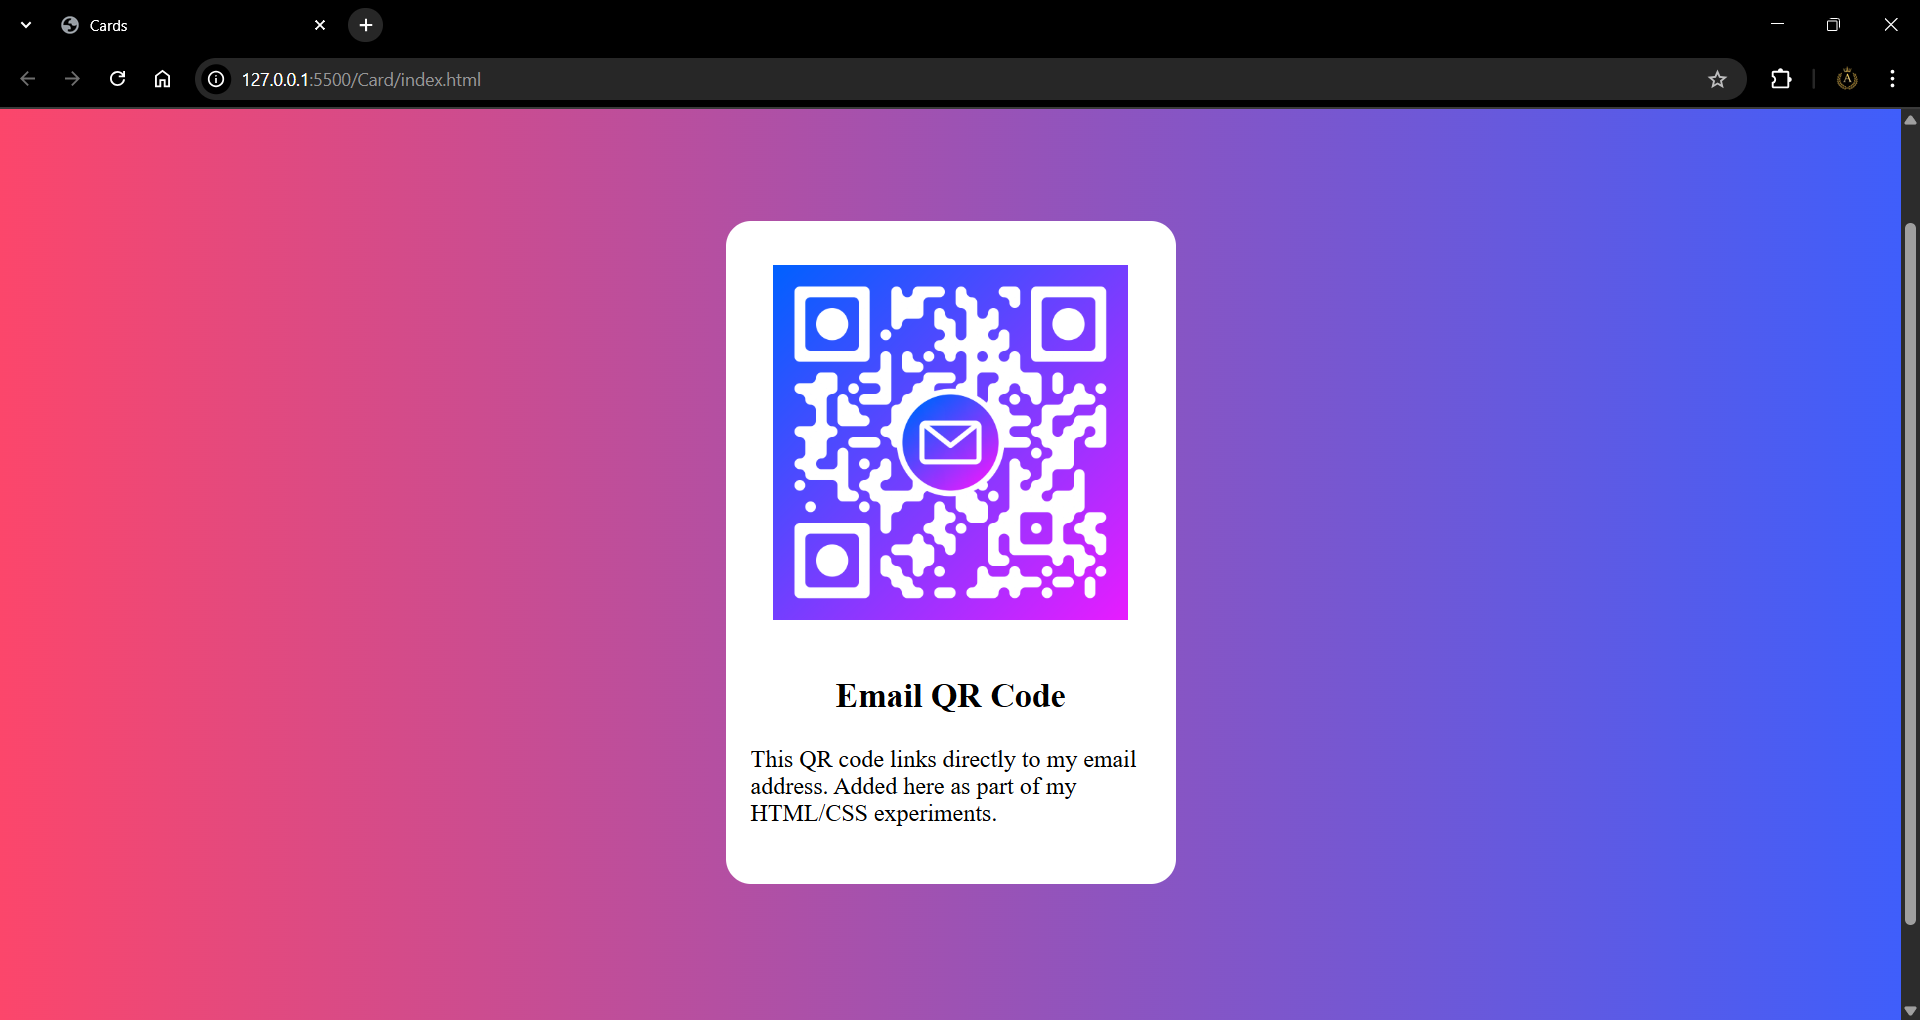 Cards
127.0.0.1:5500/Card/index.html
A
Email QR Code
This QR code links directly to my email
address. Added here as part of my
HTML/CSS experiments.